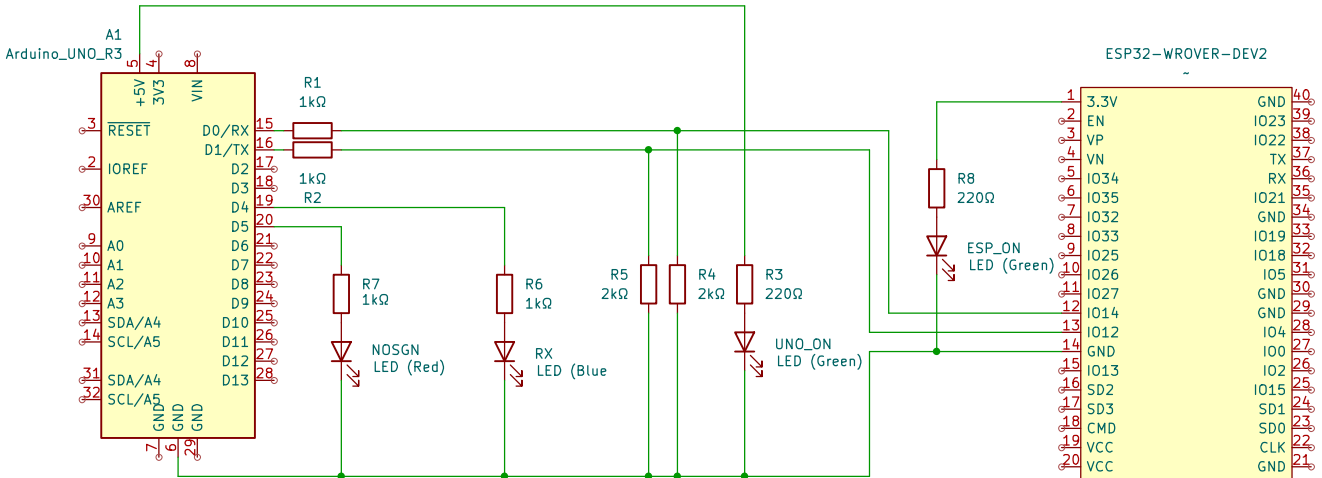 A1
Arduino_UNO_R3
5
4
8
+5V
3V3
VIN
3
RESET
2
IOREF
30
AREF
9
A0
10
A1
11
A2
12
A3
13
SDA/A4
14
SCL/A5
31
SDA/A4
32
SCL/A5
GND
GND
GND
7
6
29
D0/RX
15
D1/TX
16
D2
17
D3
18
D4
19
D5
20
D6
21
D7
22
D8
23
D9
24
D10
25
D11
26
D12
27
D13
28
R1
1kΩ
1kΩ
R2
R7
1kΩ
NOSGN
LED (Red)
R6
1kΩ
RX
LED (Blue
R5
2kΩ
R4
2kΩ
R3
220Ω
UNO_ON
LED (Green)
R8
220Ω
ESP_ON
LED (Green)
ESP32-WROVER-DEV2
~
1
3.3V
2
EN
3
VP
4
VN
5
IO34
6
IO35
7
IO32
8
IO33
9
IO25
10
IO26
11
IO27
12
IO14
13
IO12
14
GND
15
IO13
16
SD2
17
SD3
18
CMD
19
VCC
20
VCC
GND
40
IO23
39
IO22
38
TX
37
RX
36
IO21
35
GND
34
IO19
33
IO18
32
IO5
31
GND
30
GND
29
IO4
28
IO0
27
IO2
26
IO15
25
SD1
24
SD0
23
CLK
22
GND
21